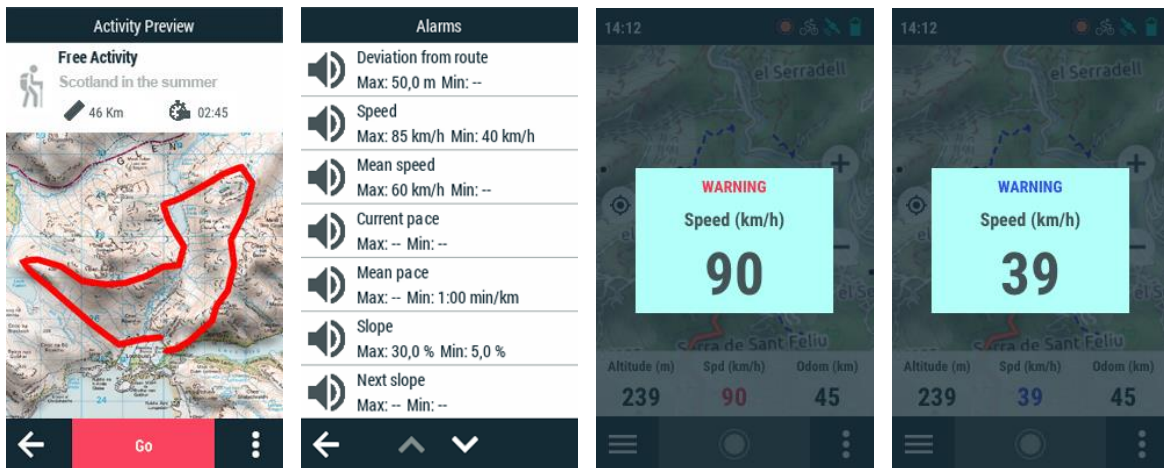 Activity Preview
Free Activity
Scotland in the summer
46 Km 02:45
G L E N
24
Go
Alarms
Deviation from route
Max: 50,0 m Min: --
Speed
Max: 85 km/h Min: 40 km/h
Mean speed
Max: 60 km/h Min: --
Current pace
Max: -- Min: --
Mean pace
Max: -- Min: 1:00 min/km
Slope
Max: 30,0 % Min: 5,0 %
Next slope
Max: -- Min: --
14:12
el Serradell
WARNING
Speed (km/h)
90
Serra de Sant Feliu
Altitude (m) Spd (km/h) Odom (km)
239 90 45
14:12
el Serradell
WARNING
Speed (km/h)
39
Serra de Sant Feliu
Altitude (m) Spd (km/h) Odom (km)
239 39 45